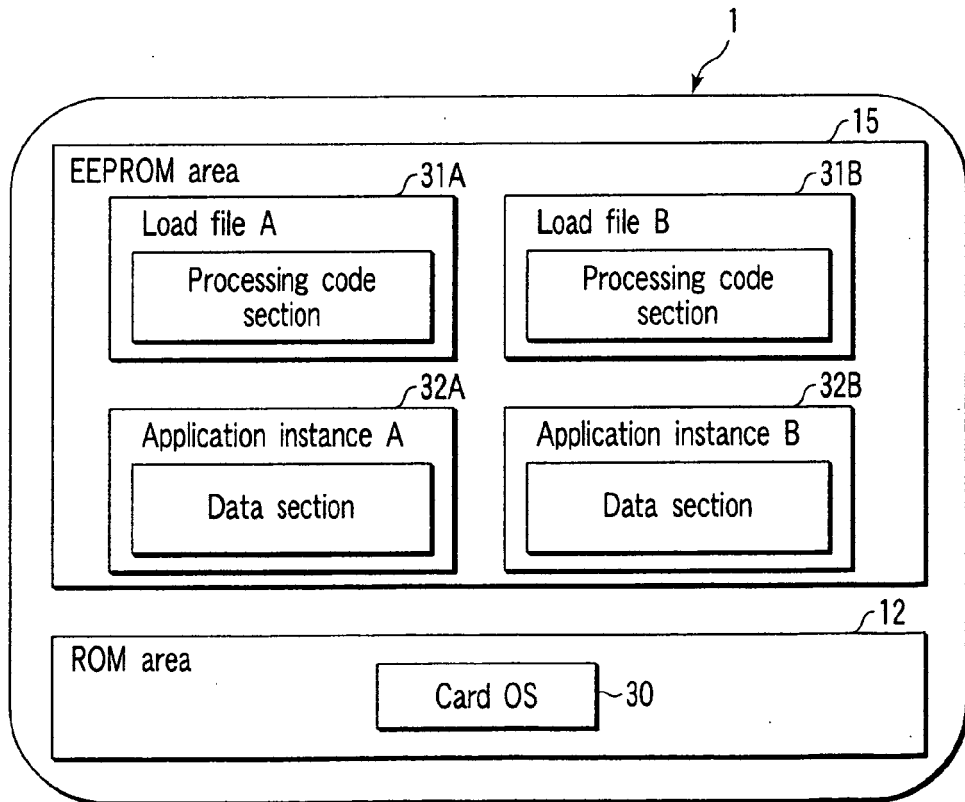 1
15
EEPROM area
31A
31B
Load file A
Load file B
Processing code
section
Processing code
section
32A
32B
Application instance A
Application instance B
Data section
Data section
12
ROM area
Card OS
30